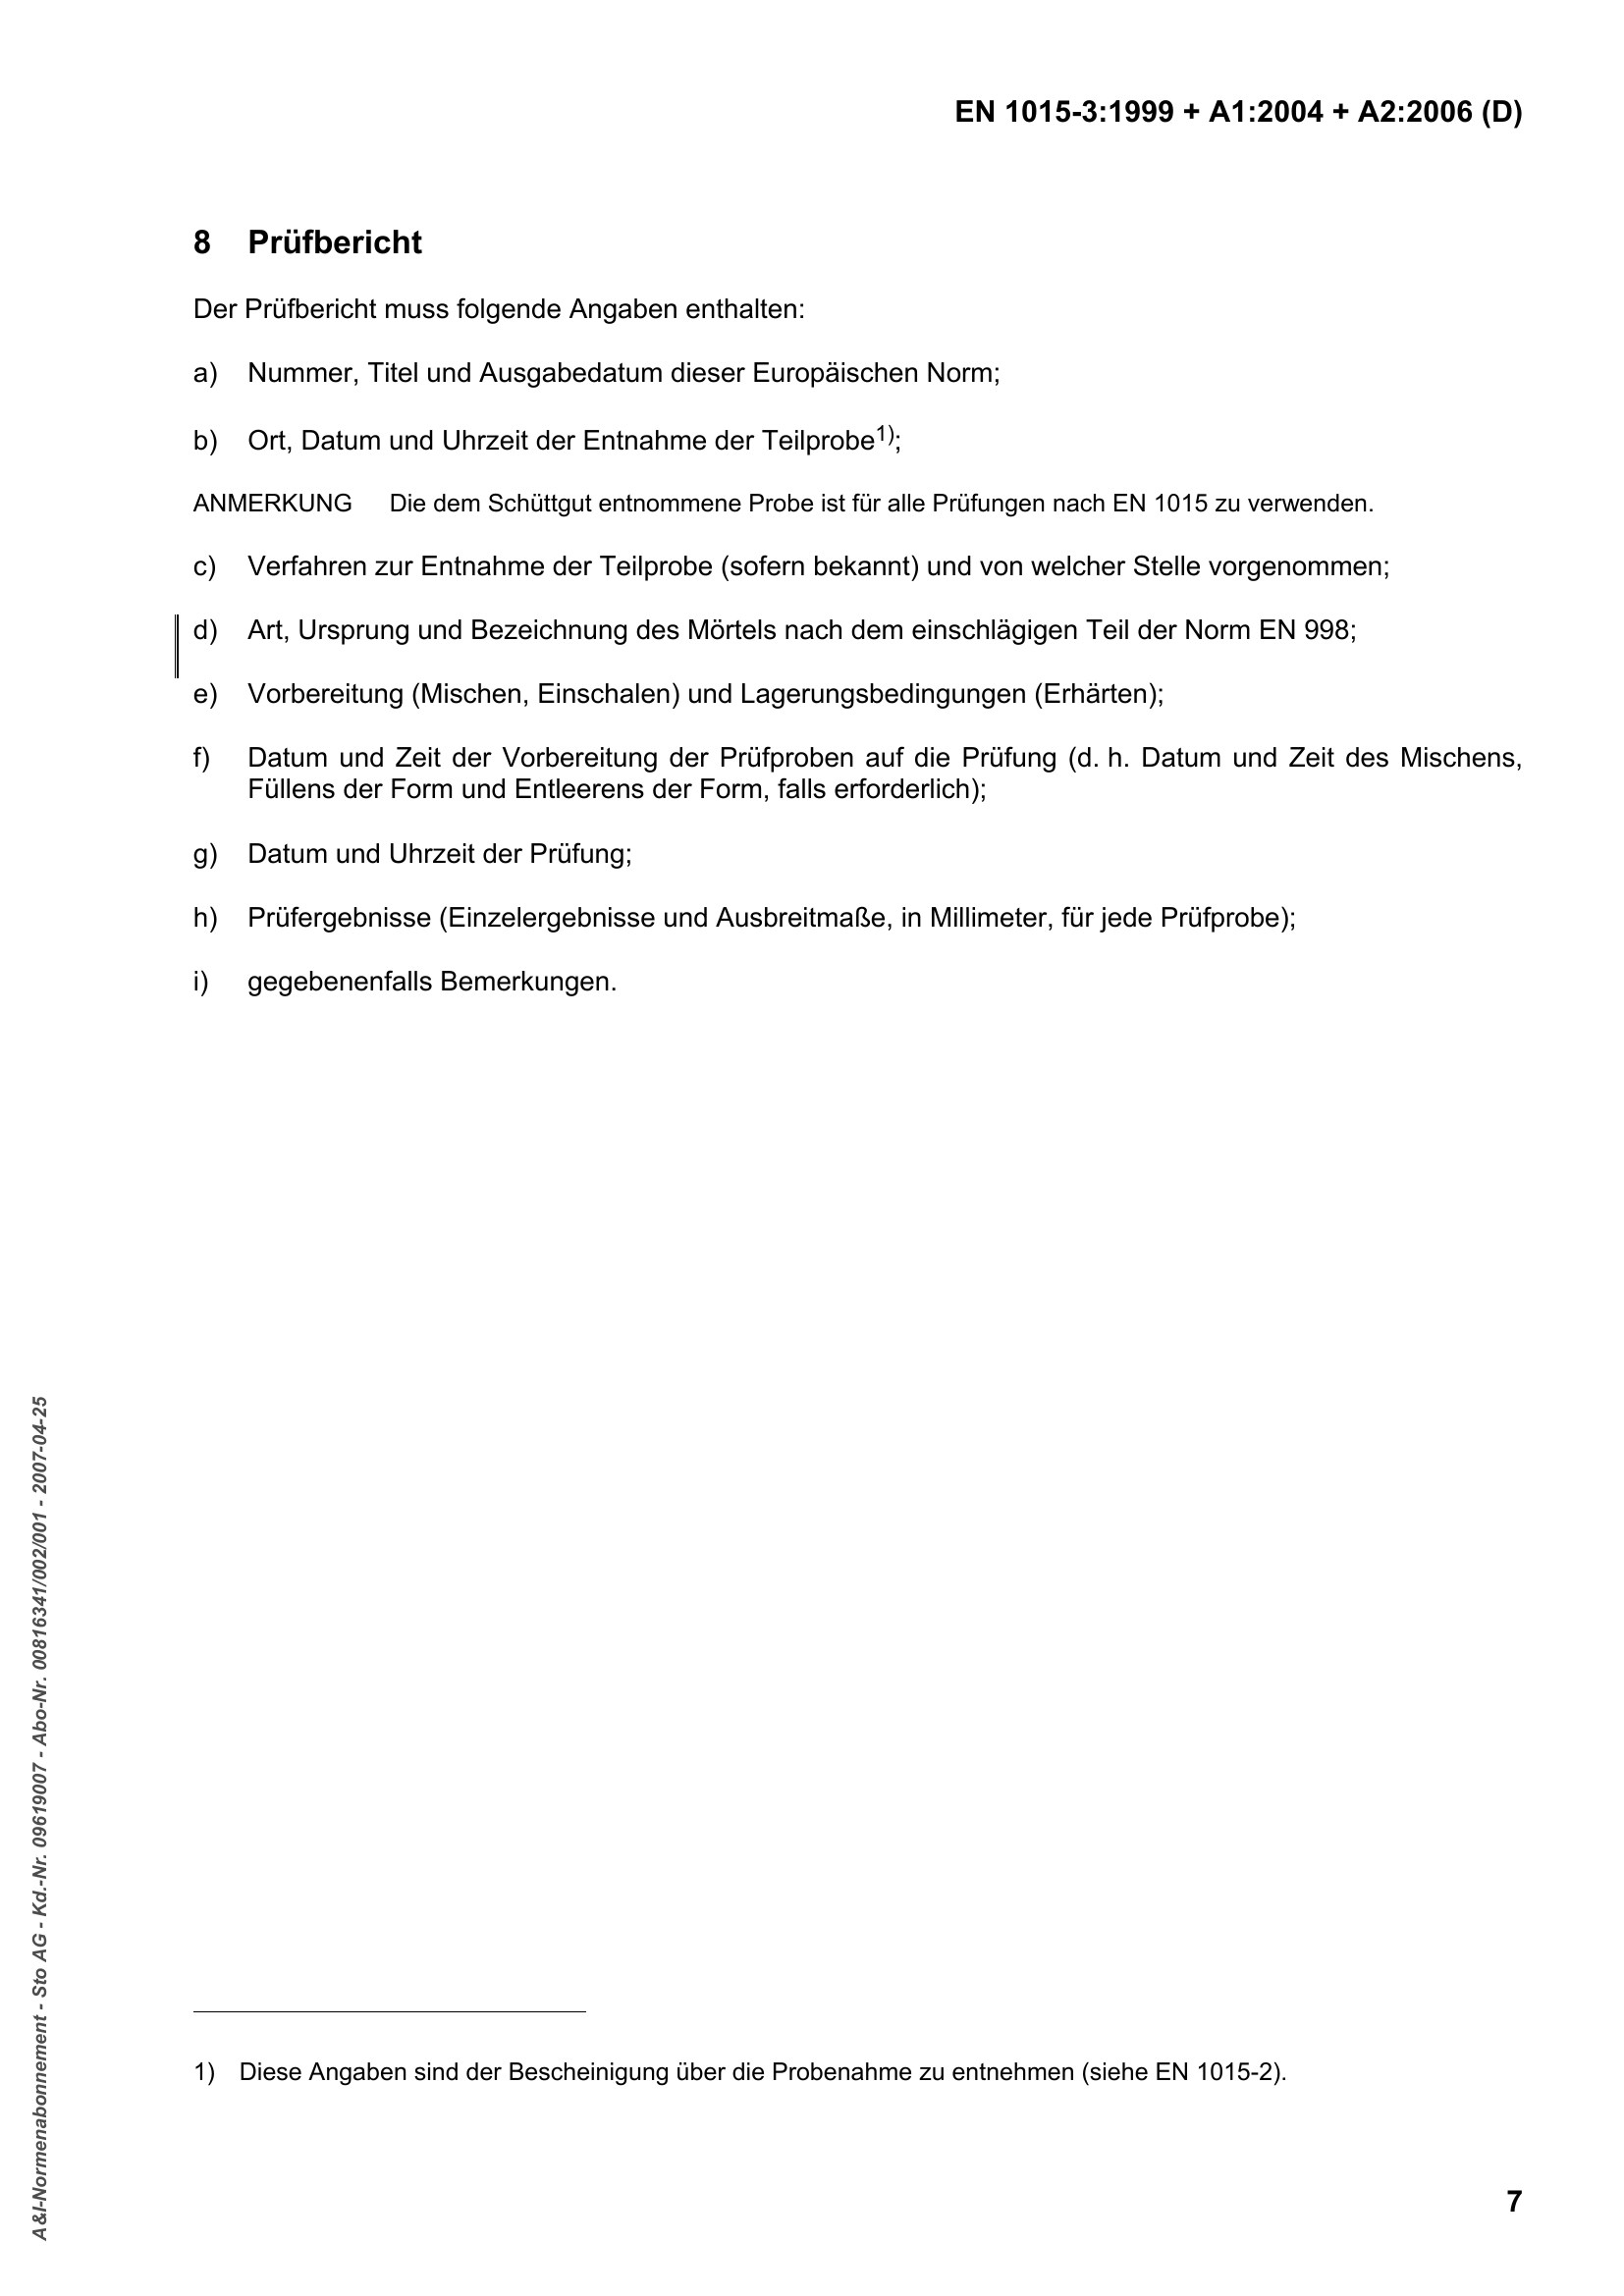 EN 1015-3:1999 + A1:2004 + A2:2006 (D)
8 Prüfbericht
Der Prüfbericht muss folgende Angaben enthalten:
a) Nummer, Titel und Ausgabedatum dieser Europäischen Norm;
b) Ort, Datum und Uhrzeit der Entnahme der Teilprobe1);
ANMERKUNG Die dem Schüttgut entnommene Probe ist für alle Prüfungen nach EN 1015 zu verwenden.
c) Verfahren zur Entnahme der Teilprobe (sofern bekannt) und von welcher Stelle vorgenommen;
d) Art, Ursprung und Bezeichnung des Mörtels nach dem einschlägigen Teil der Norm EN 998;
e) Vorbereitung (Mischen, Einschalen) und Lagerungsbedingungen (Erhärten);
f) Datum und Zeit der Vorbereitung der Prüfproben auf die Prüfung (d. h. Datum und Zeit des Mischens,
Füllens der Form und Entleerens der Form, falls erforderlich);
g) Datum und Uhrzeit der Prüfung;
h) Prüfergebnisse (Einzelergebnisse und Ausbreitmaße, in Millimeter, für jede Prüfprobe);
i) gegebenenfalls Bemerkungen.
1) Diese Angaben sind der Bescheinigung über die Probenahme zu entnehmen (siehe EN 1015-2).
7
A&I-Normenabonnement - Sto AG - Kd.-Nr. 09619007 - Abo-Nr. 00816341/002/001 - 2007-04-25